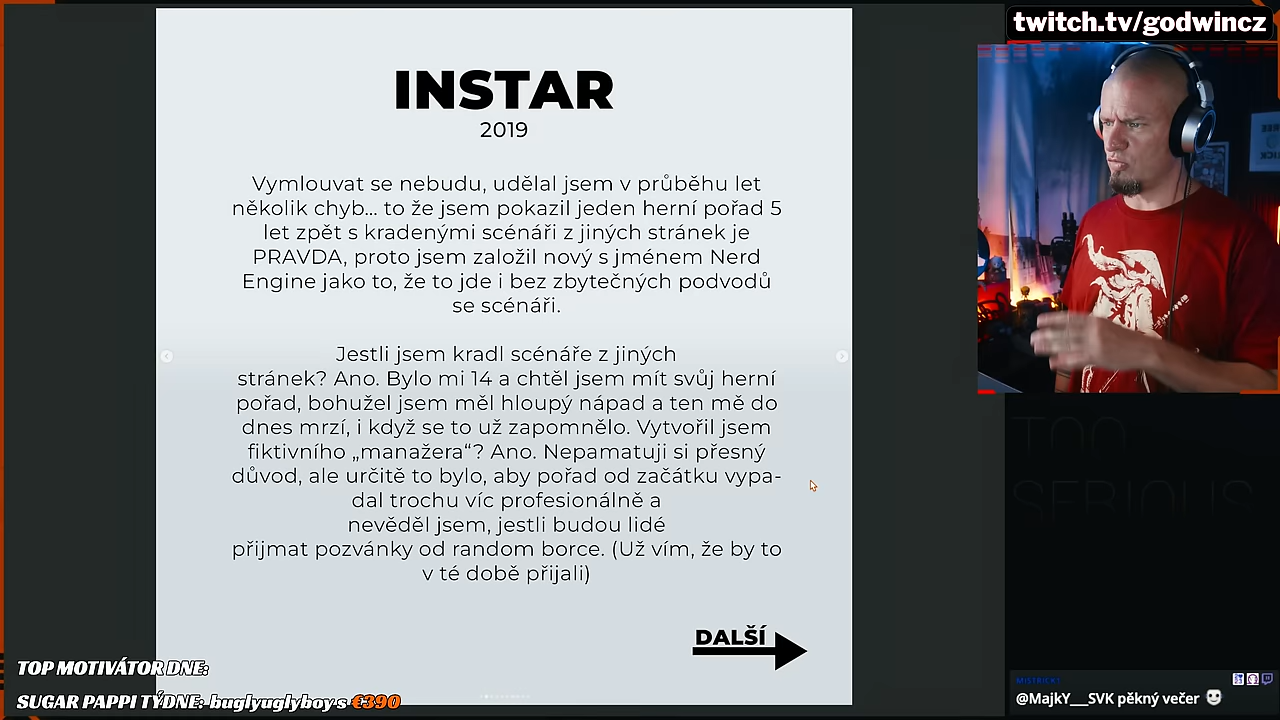 twitch.tv/godwincz
INSTAR
2019
Vymlouvat se nebudu, udělal jsem v průběhu let
několik chyb... to že jsem pokazil jeden herní pořad 5
let zpět s kradenými scénáři z jiných stránek je
PRAVDA, proto jsem založil nový s jménem Nerd
Engine jako to, že to jde i bez zbytečných podvodů
se scénáři.
Jestli jsem kradl scénáře z jiných
stránek? Ano. Bylo mi 14 a chtěl jsem mít svůj herní
pořad, bohužel jsem měl hloupý nápad a ten mě do
dnes mrzí, i když se to už zapomnělo. Vytvořil jsem
fiktivního „manažera“? Ano. Nepamatuji si přesný
důvod, ale určitě to bylo, aby pořad od začátku vypa-
dal trochu víc profesionálně a
nevěděl jsem, jestli budou lidé
přijmat pozvánky od random borce. (Už vím, že by to
v té době přijali)
DALŠÍ
TOO
SERIOUS
TOP MOTIVÁTOR DNE:
SUGAR PAPPI TÝDNE: buglyuglyboys €390
@MajkY___SVK pěkný večer